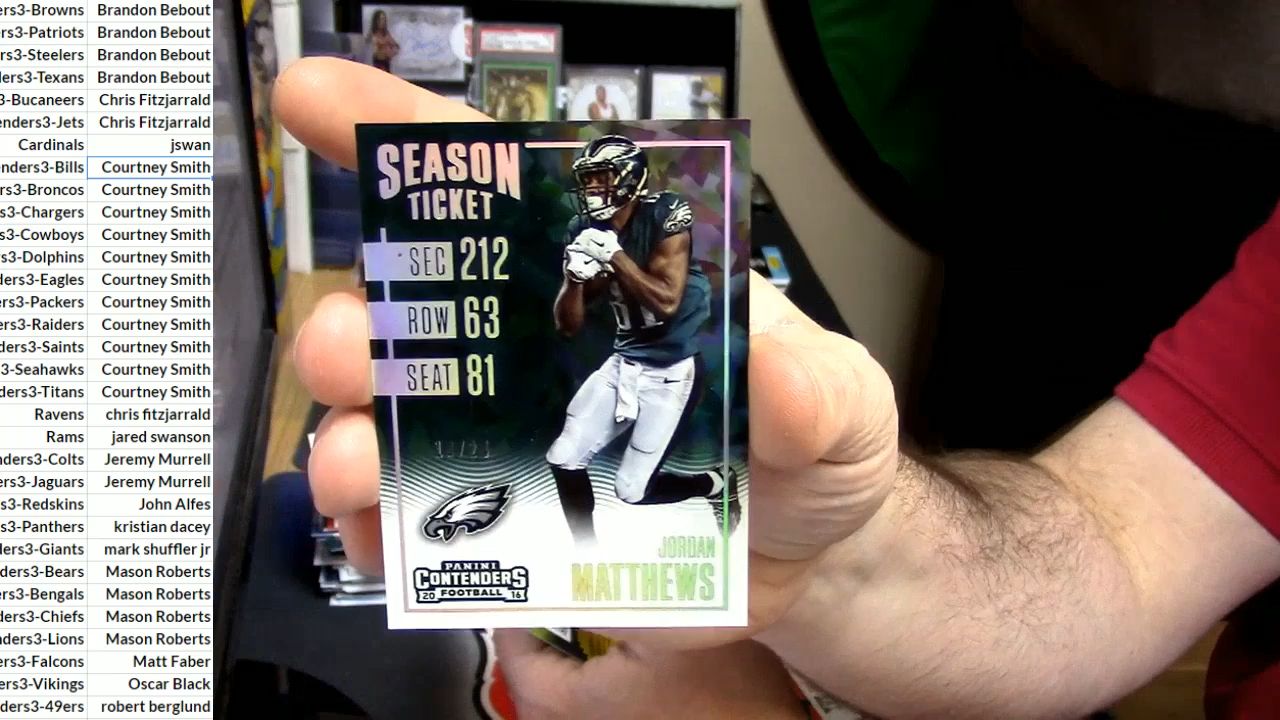 ers3-Browns Brandon Bebout
rs3-Patriots Brandon Bebout
rs3-Steelers Brandon Bebout
ders3-Texans Brandon Bebout
3-Bucaneers Chris Fitzjarrald
enders3-Jets Chris Fitzjarrald
Cardinals jswan
enders3-Bills Courtney Smith
rs3-Broncos Courtney Smith
s3-Chargers Courtney Smith
rs3-Cowboys Courtney Smith
s3-Dolphins Courtney Smith
ders3-Eagles Courtney Smith
rs3-Packers Courtney Smith
ers3-Raiders Courtney Smith
ders3-Saints Courtney Smith
3-Seahawks Courtney Smith
ders3-Titans Courtney Smith
Ravens chris fitzjarrald
Rams jared swanson
nders3-Colts Jeremy Murrell
ers3-Jaguars Jeremy Murrell
s3-Redskins John Alfes
rs3-Panthers kristian dacey
ders3-Giants mark shuffler jr
ders3-Bears Mason Roberts
ers3-Bengals Mason Roberts
ders3-Chiefs Mason Roberts
nders3-Lions Mason Roberts
ers3-Falcons Matt Faber
ers3-Vikings Oscar Black
ders3-49ers robert berglund
SEASON
TICKET
SEC 212
ROW 63
SEAT 81
PANINI
CONTENDERS
20 FOOTBALL 16
JORDAN
MATTHEWS